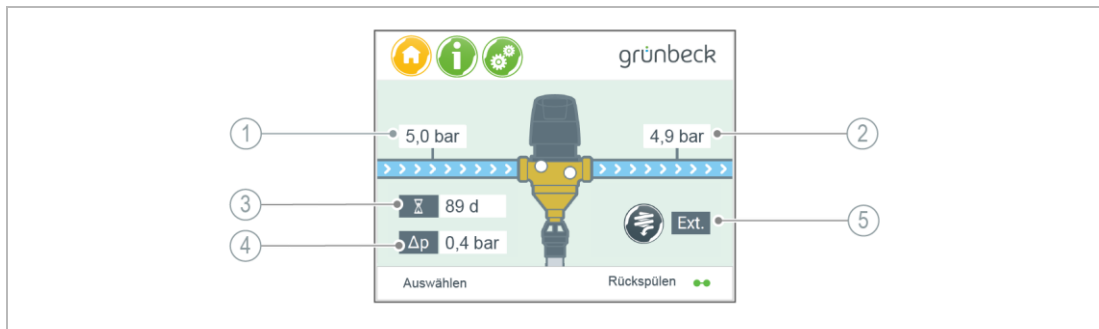 grünbeck
1
5,0 bar
4,9 bar
2
3
89 d
4
Δp
0,4 bar
Ext.
5
Auswählen
Rückspülen